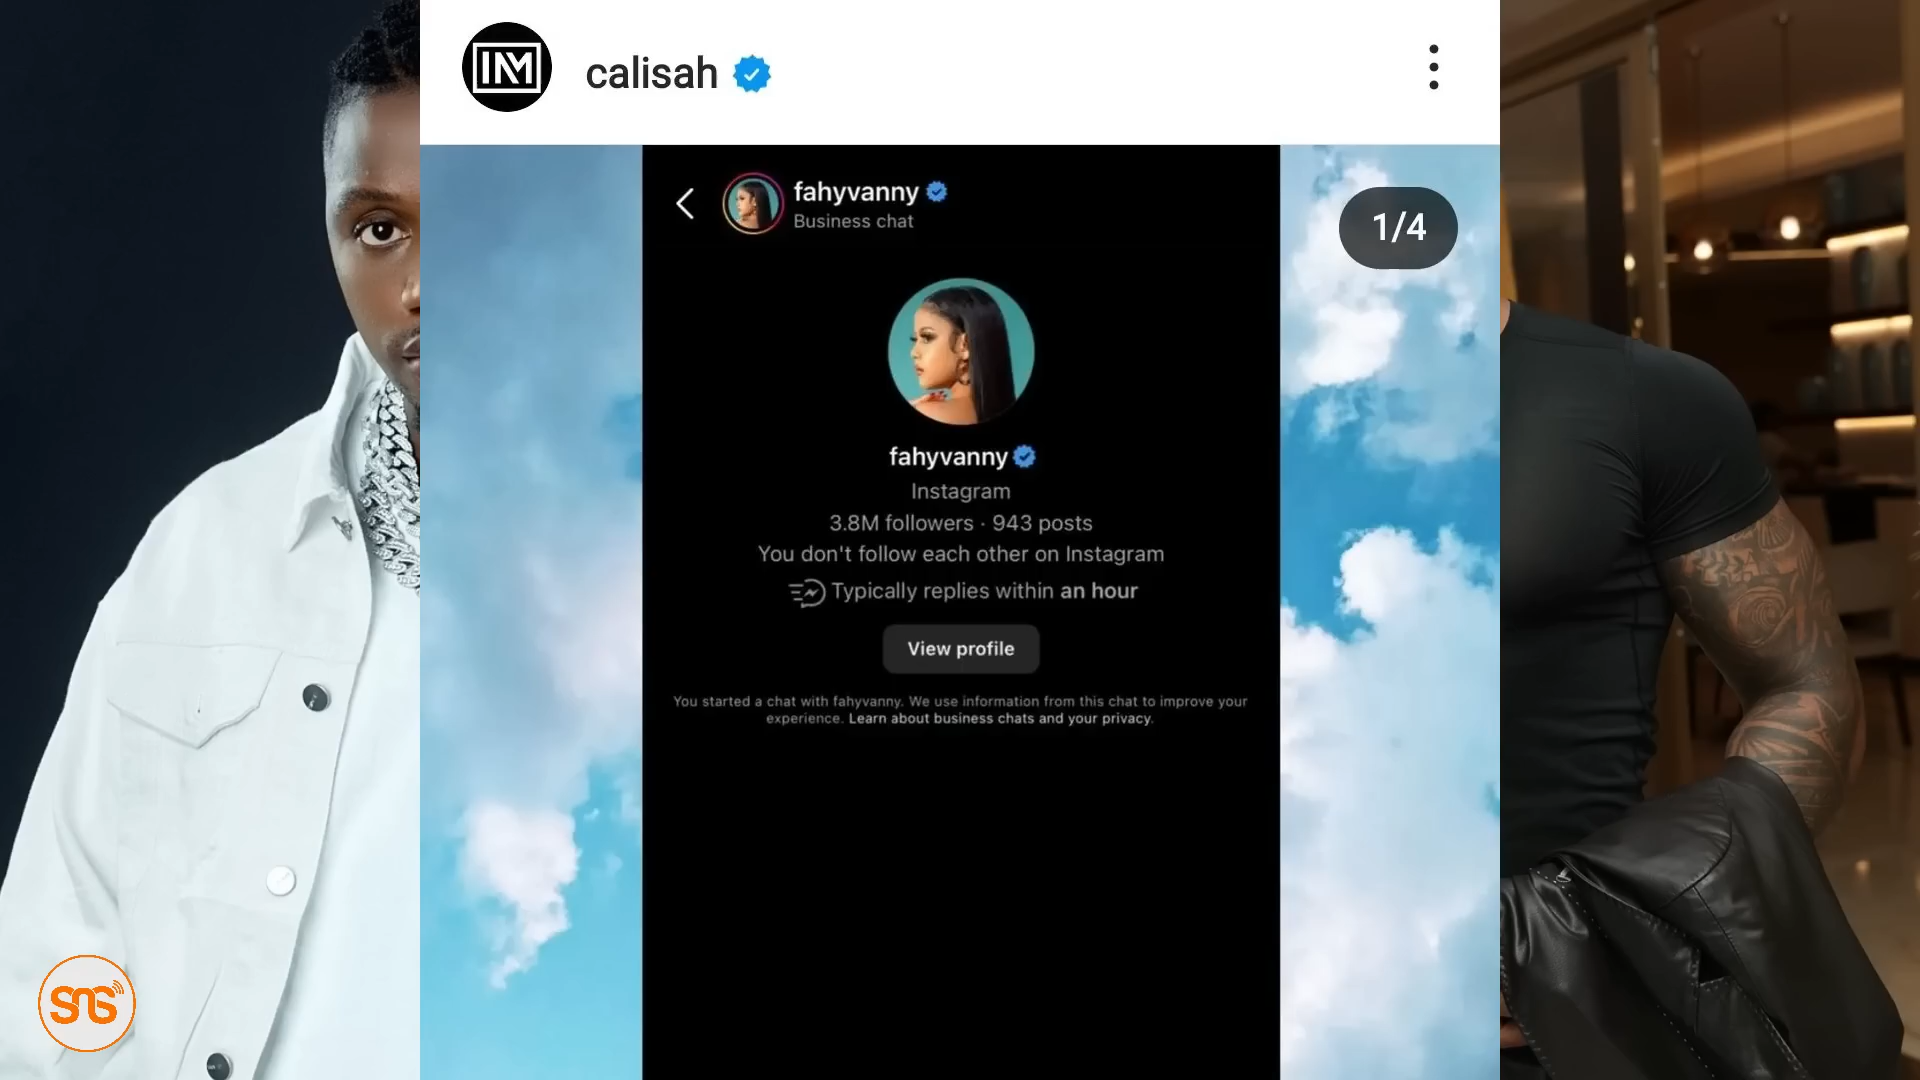 INM
calisah
1/4
fahyvanny
Business chat
fahyvanny
Instagram
3.8M followers · 943 posts
You don't follow each other on Instagram
Typically replies within an hour
View profile
You started a chat with fahyvanny. We use information from this chat to improve your
experience. Learn about business chats and your privacy.
SNS